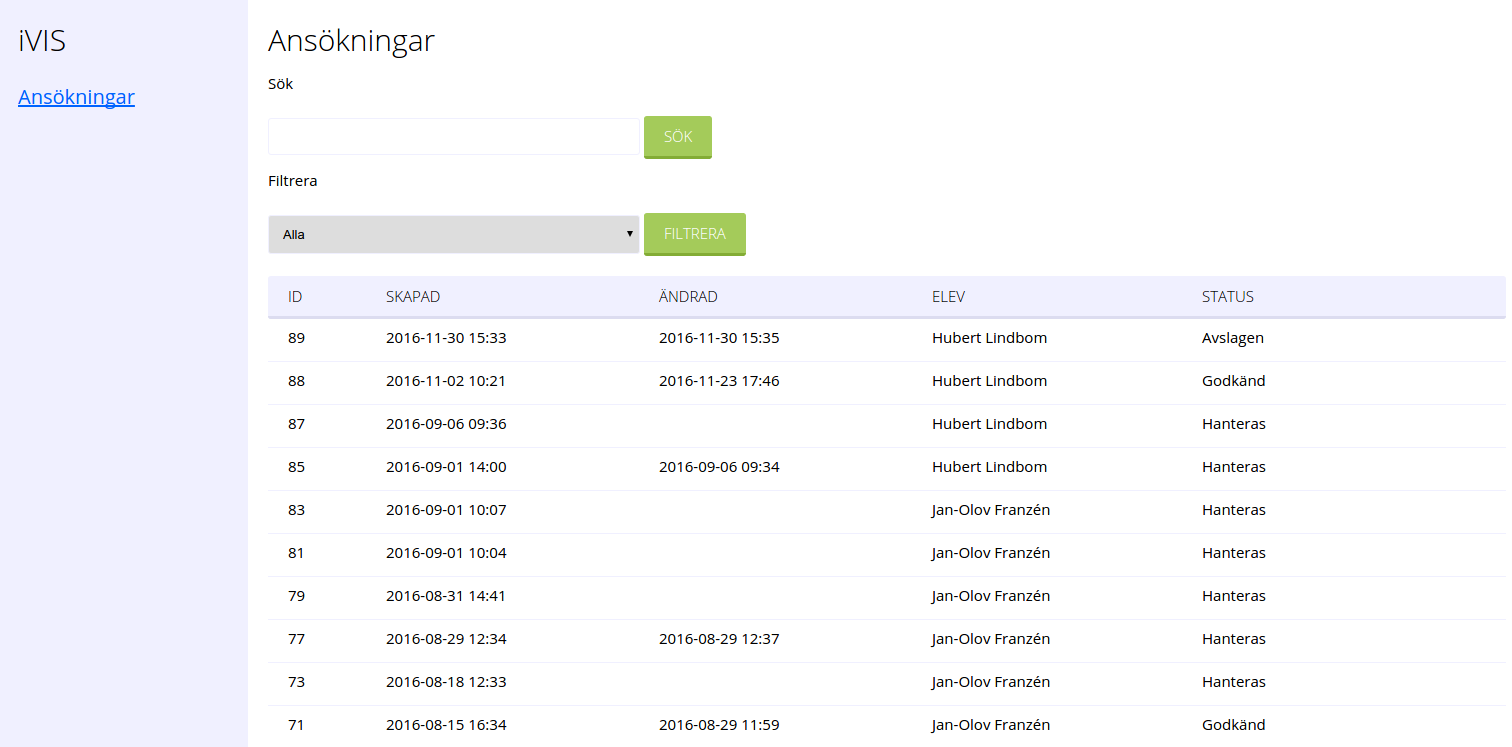 iVIS
Ansökningar
Ansökningar
Sök
SÖK
Filtrera
Alla FILTRERA
ID SKAPAD ÄNDRAD ELEV STATUS
89 2016-11-30 15:33 2016-11-30 15:35 Hubert Lindbom Avslagen
88 2016-11-02 10:21 2016-11-23 17:46 Hubert Lindbom Godkänd
87 2016-09-06 09:36 Hubert Lindbom Hanteras
85 2016-09-01 14:00 2016-09-06 09:34 Hubert Lindbom Hanteras
83 2016-09-01 10:07 Jan-Olov Franzén Hanteras
81 2016-09-01 10:04 Jan-Olov Franzén Hanteras
79 2016-08-31 14:41 Jan-Olov Franzén Hanteras
77 2016-08-29 12:34 2016-08-29 12:37 Jan-Olov Franzén Hanteras
73 2016-08-18 12:33 Jan-Olov Franzén Hanteras
71 2016-08-15 16:34 2016-08-29 11:59 Jan-Olov Franzén Godkänd